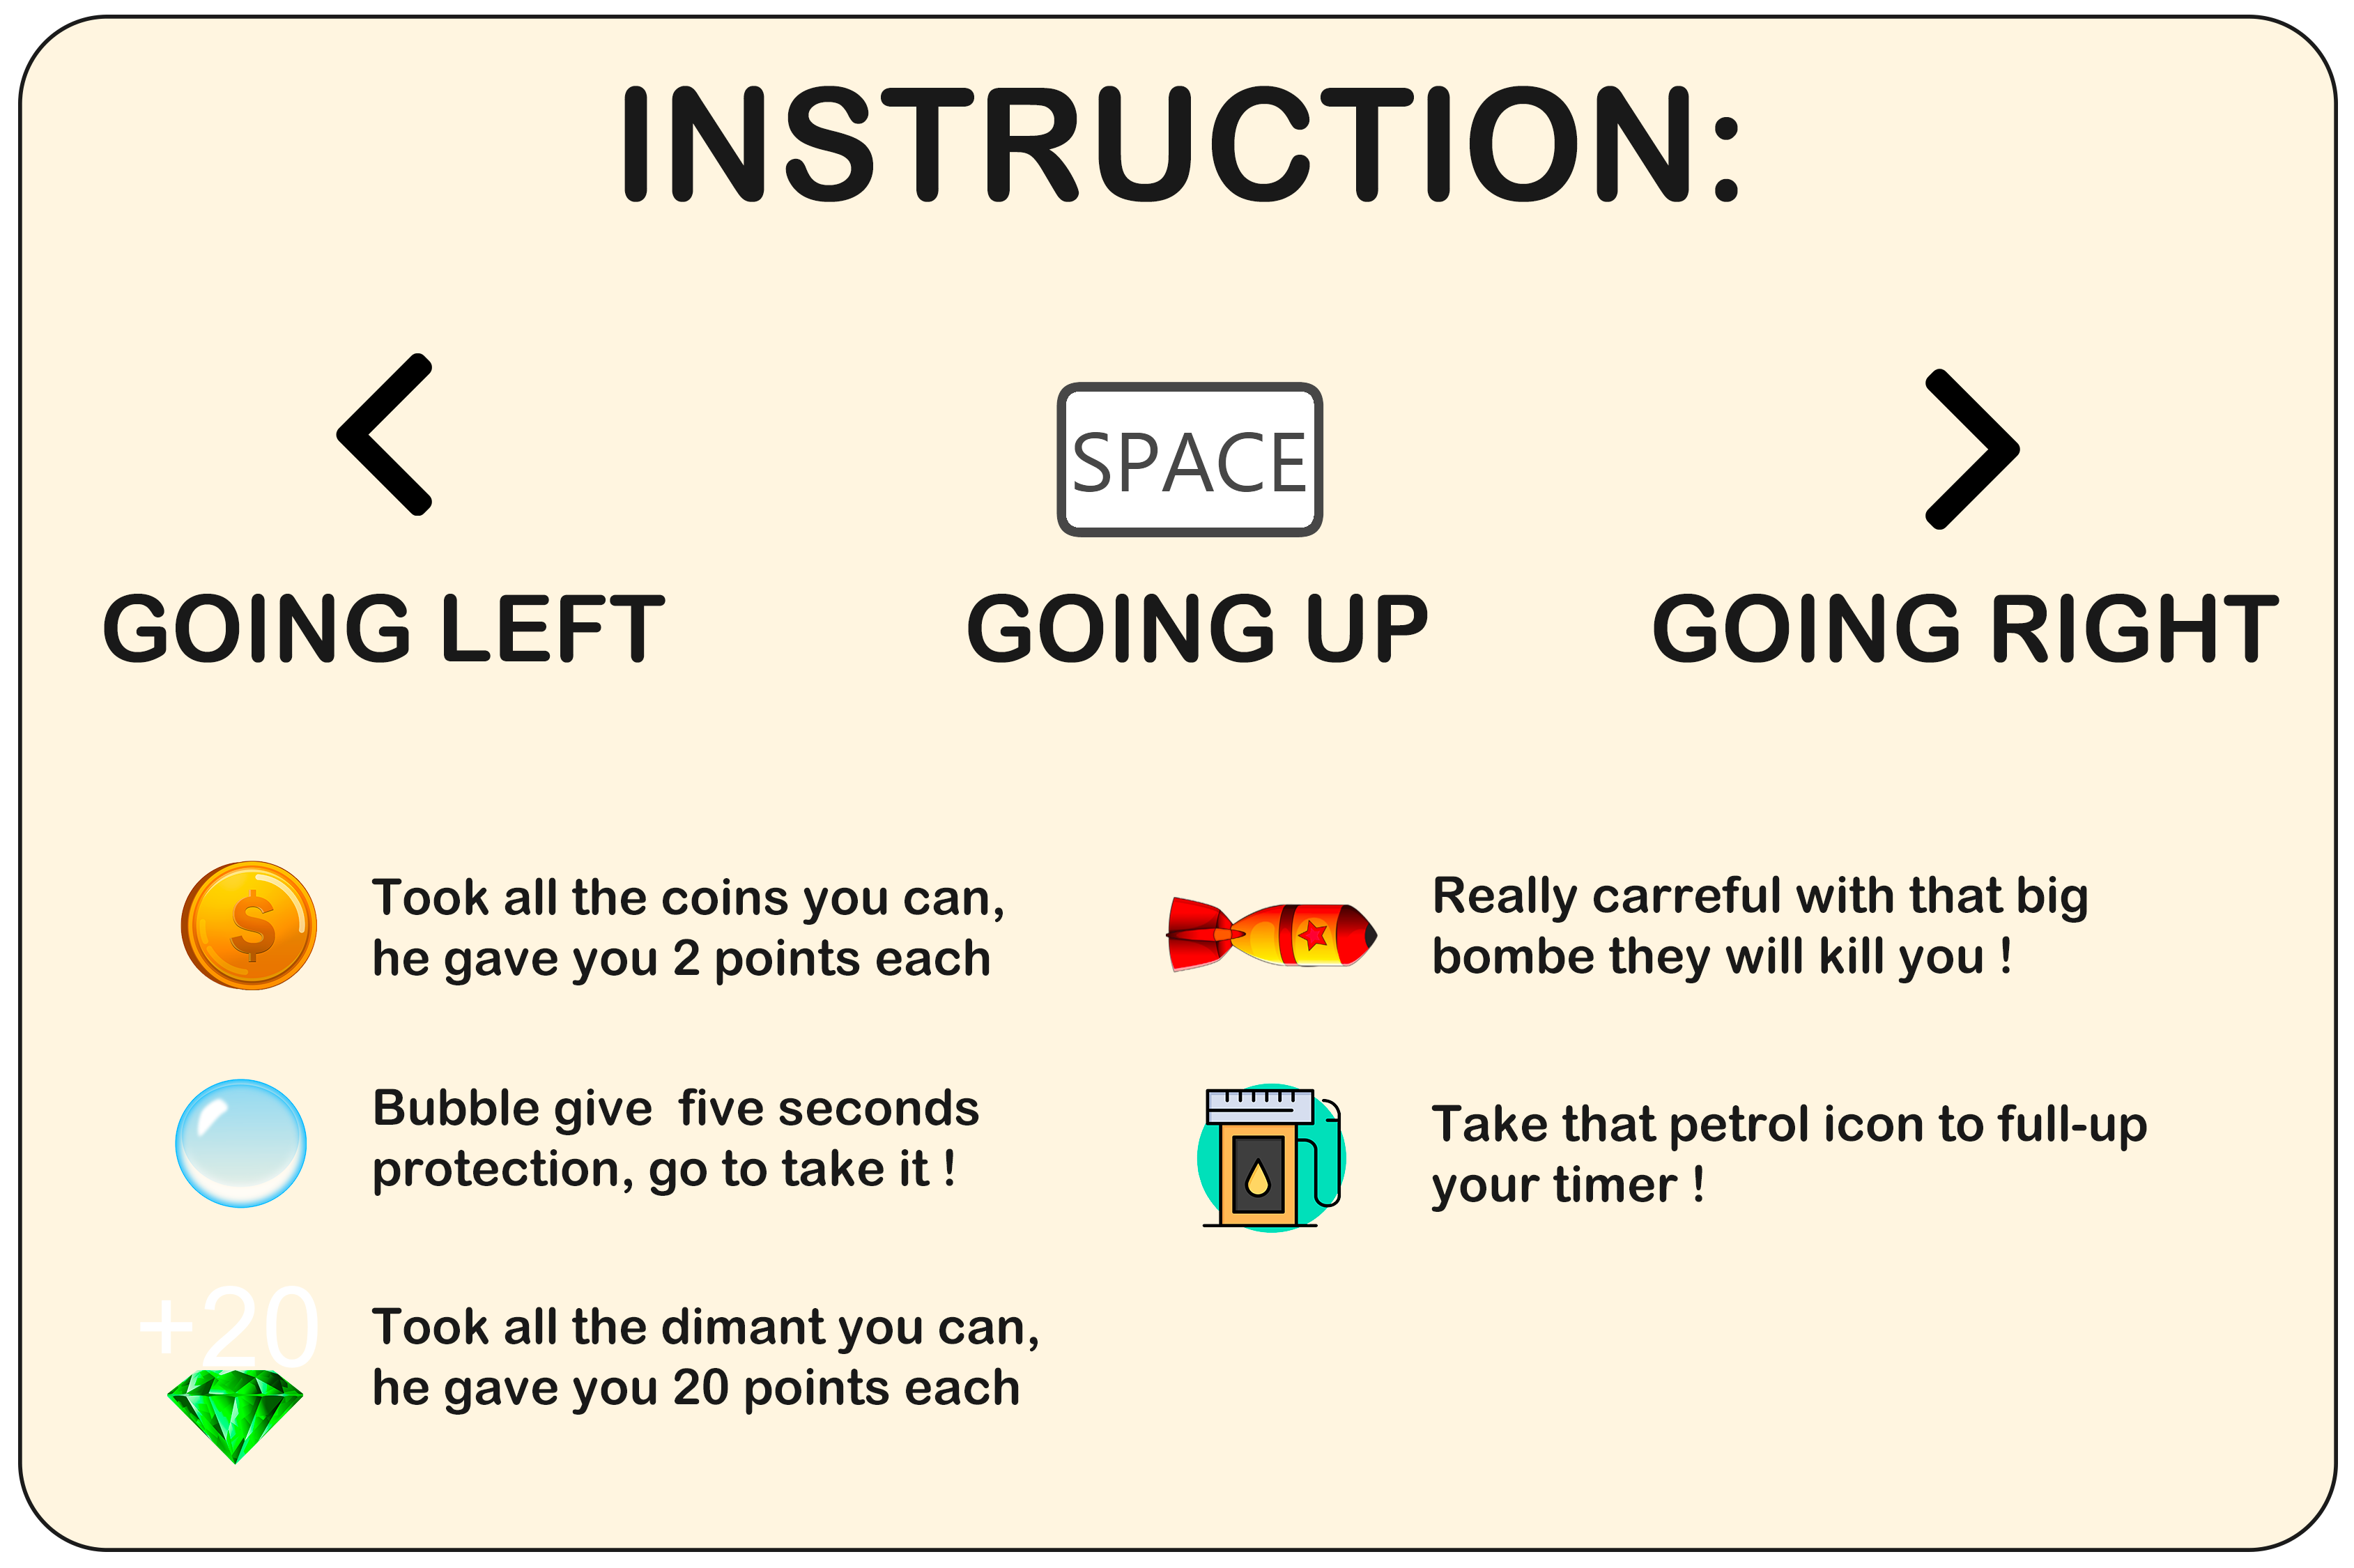 INSTRUCTION:
SPACE
GOING LEFT
GOING UP
GOING RIGHT
$
Took all the coins you can,
he gave you 2 points each
Really carreful with that big
bombe they will kill you !
Bubble give  five seconds
protection, go to take it !
Take that petrol icon to full-up
your timer !
+20
Took all the dimant you can,
he gave you 20 points each